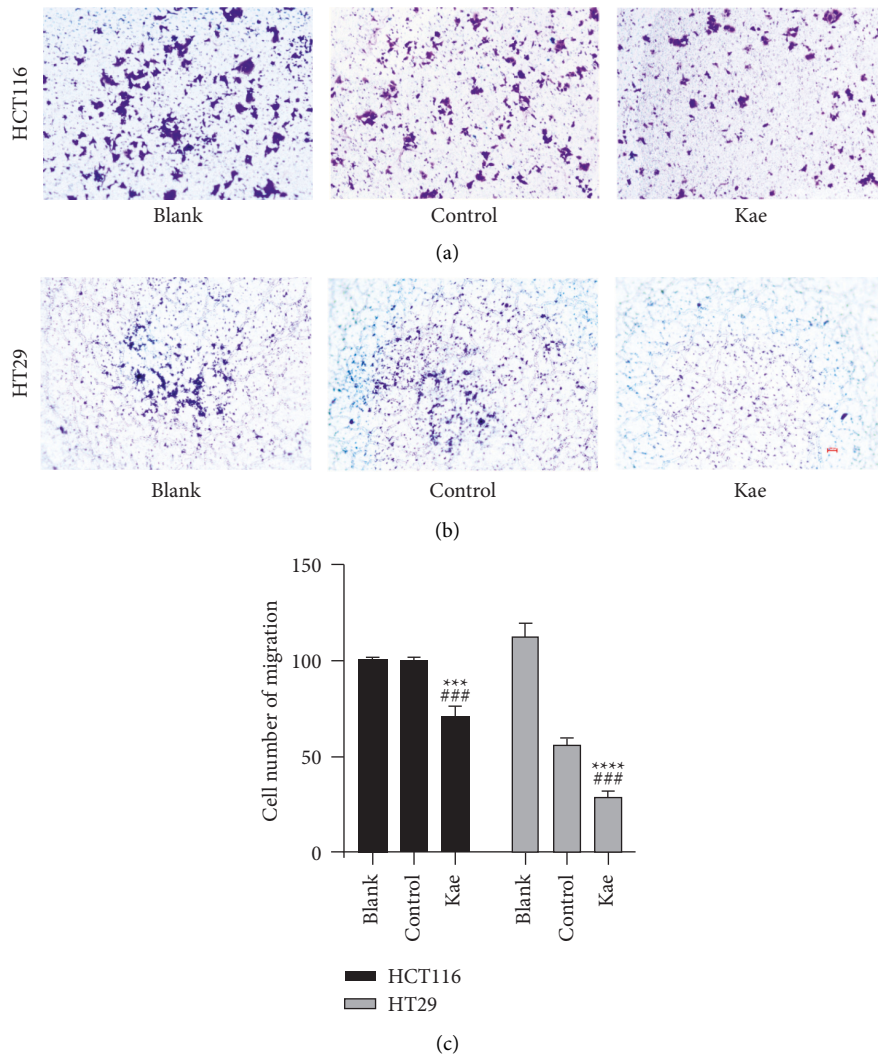 HCT116
Blank
Control
Kae
(a)
HT29
Blank
Control
Kae
(b)
150
100
50
0
Cell number of migration
***
###
****
###
Blank
Control
Kae
Blank
Control
Kae
HCT116
HT29
(c)